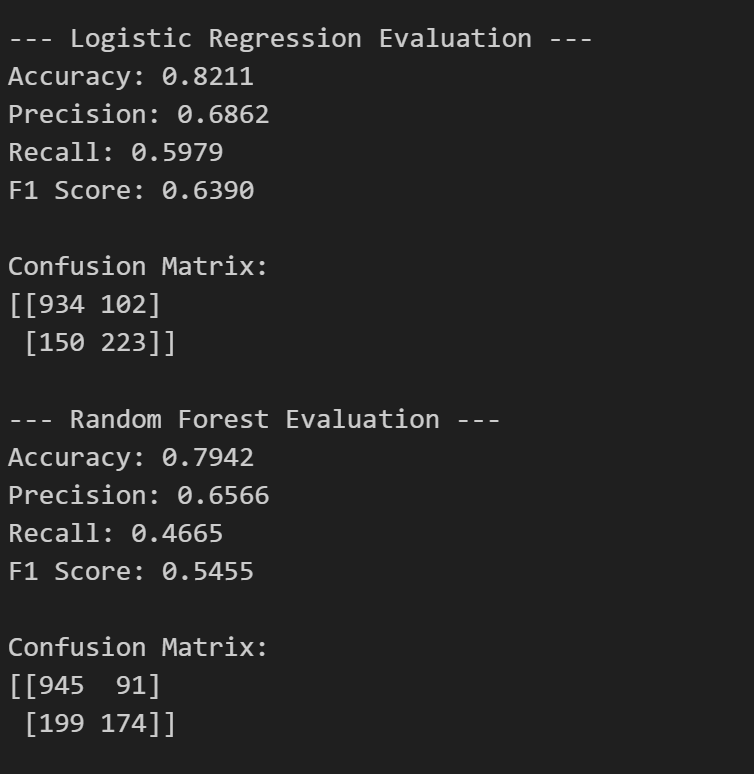 --- Logistic Regression Evaluation ---
Accuracy: 0.8211
Precision: 0.6862
Recall: 0.5979
F1 Score: 0.6390
Confusion Matrix:
[[934 102]
 [150 223]]
--- Random Forest Evaluation ---
Accuracy: 0.7942
Precision: 0.6566
Recall: 0.4665
F1 Score: 0.5455
Confusion Matrix:
[[945  91]
 [199 174]]